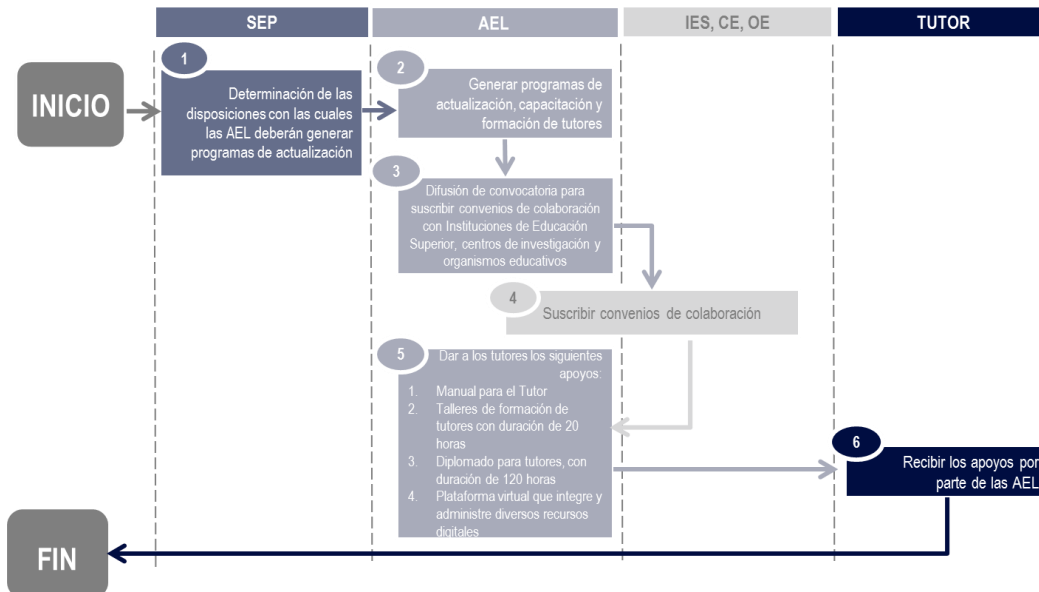 SEP
AEL
IES, CE, OE
TUTOR
INICIO
1
Determinación de las
disposiciones con las cuales
las AEL deberán generar
programas de actualización
2
Generar programas de
actualización, capacitación y
formación de tutores
3
Difusión de convocatoria para
suscribir convenios de colaboración
con Instituciones de Educación
Superior, centros de investigación y
organismos educativos
4
Suscribir convenios de colaboración
5
Dar a los tutores los siguientes
apoyos:
1. Manual para el Tutor
2. Talleres de formación de
tutores con duración de 20
horas
3. Diplomado para tutores, con
duración de 120 horas
4. Plataforma virtual que integre y
administre diversos recursos
digitales
6
Recibir los apoyos por
parte de las AEL
FIN